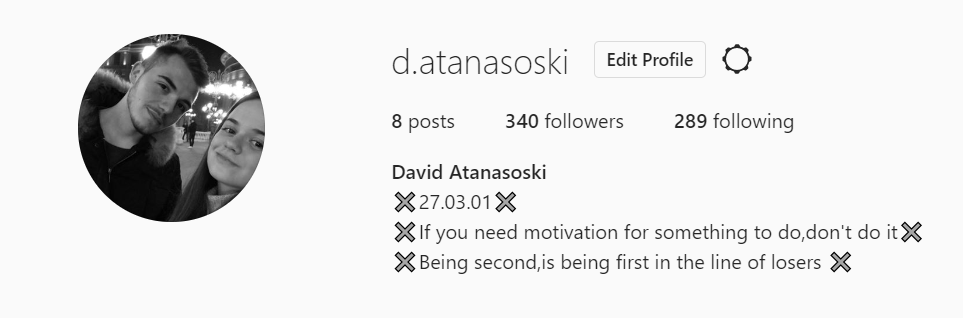 d.atanasoski Edit Profile
8 posts 340 followers 289 following
David Atanasoski
❌27.03.01❌
❌If you need motivation for something to do,don't do it❌
❌Being second,is being first in the line of losers ❌